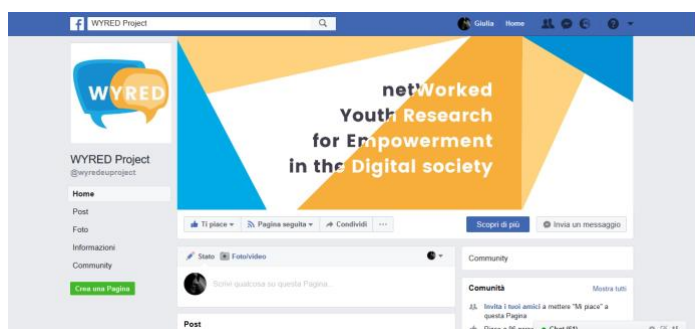 WYRED Project
Giulia Home
WYRED
netWorked
Youth Research
for Empowerment
in the Digital society
WYRED Project
@wyredeuproject
Home
Post
Foto
Informazioni
Community
Crea una Pagina
Ti piace Pagina seguita Condividi ...
Scopri di più Invia un messaggio
Stato Foto/video
Scrivi qualcosa su questa Pagina...
Post
Community
Comunità Mostra tutti
Invita i tuoi amici a mettere "Mi piace" a
questa Pagina
Chat (51)